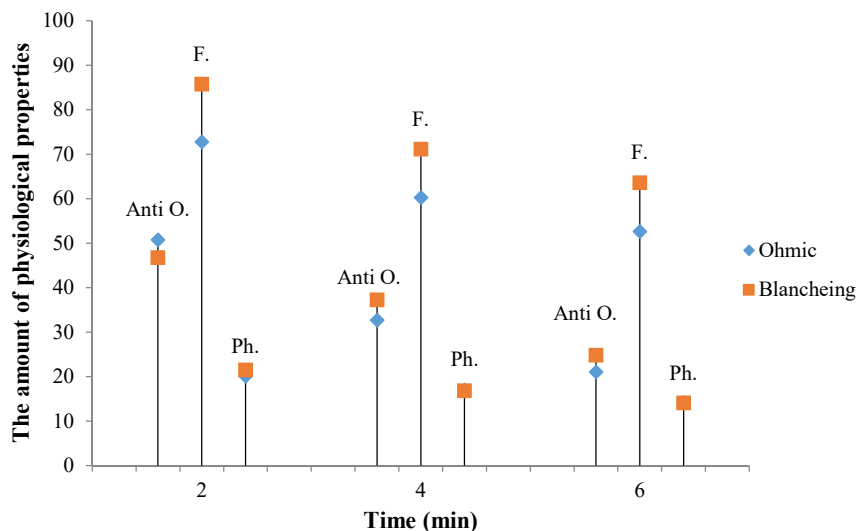 The amount of physiological properties
100
90
80
70
60
50
40
30
20
10
0
Anti O.
F.
Ph.
Anti O.
F.
Ph.
Anti O.
F.
Ph.
2
4
6
Time (min)
Ohmic
Blancheing